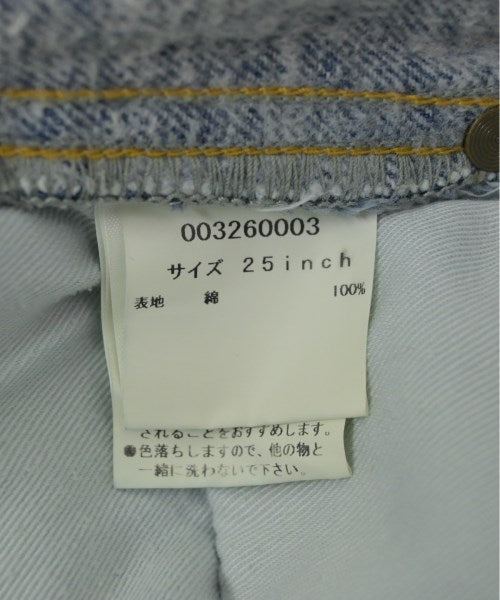 003260003
サイズ 25inch
表地 綿 100%
されることをおすすめします。
●色落ちしますので、他の物と
一緒に洗わないで下さい。